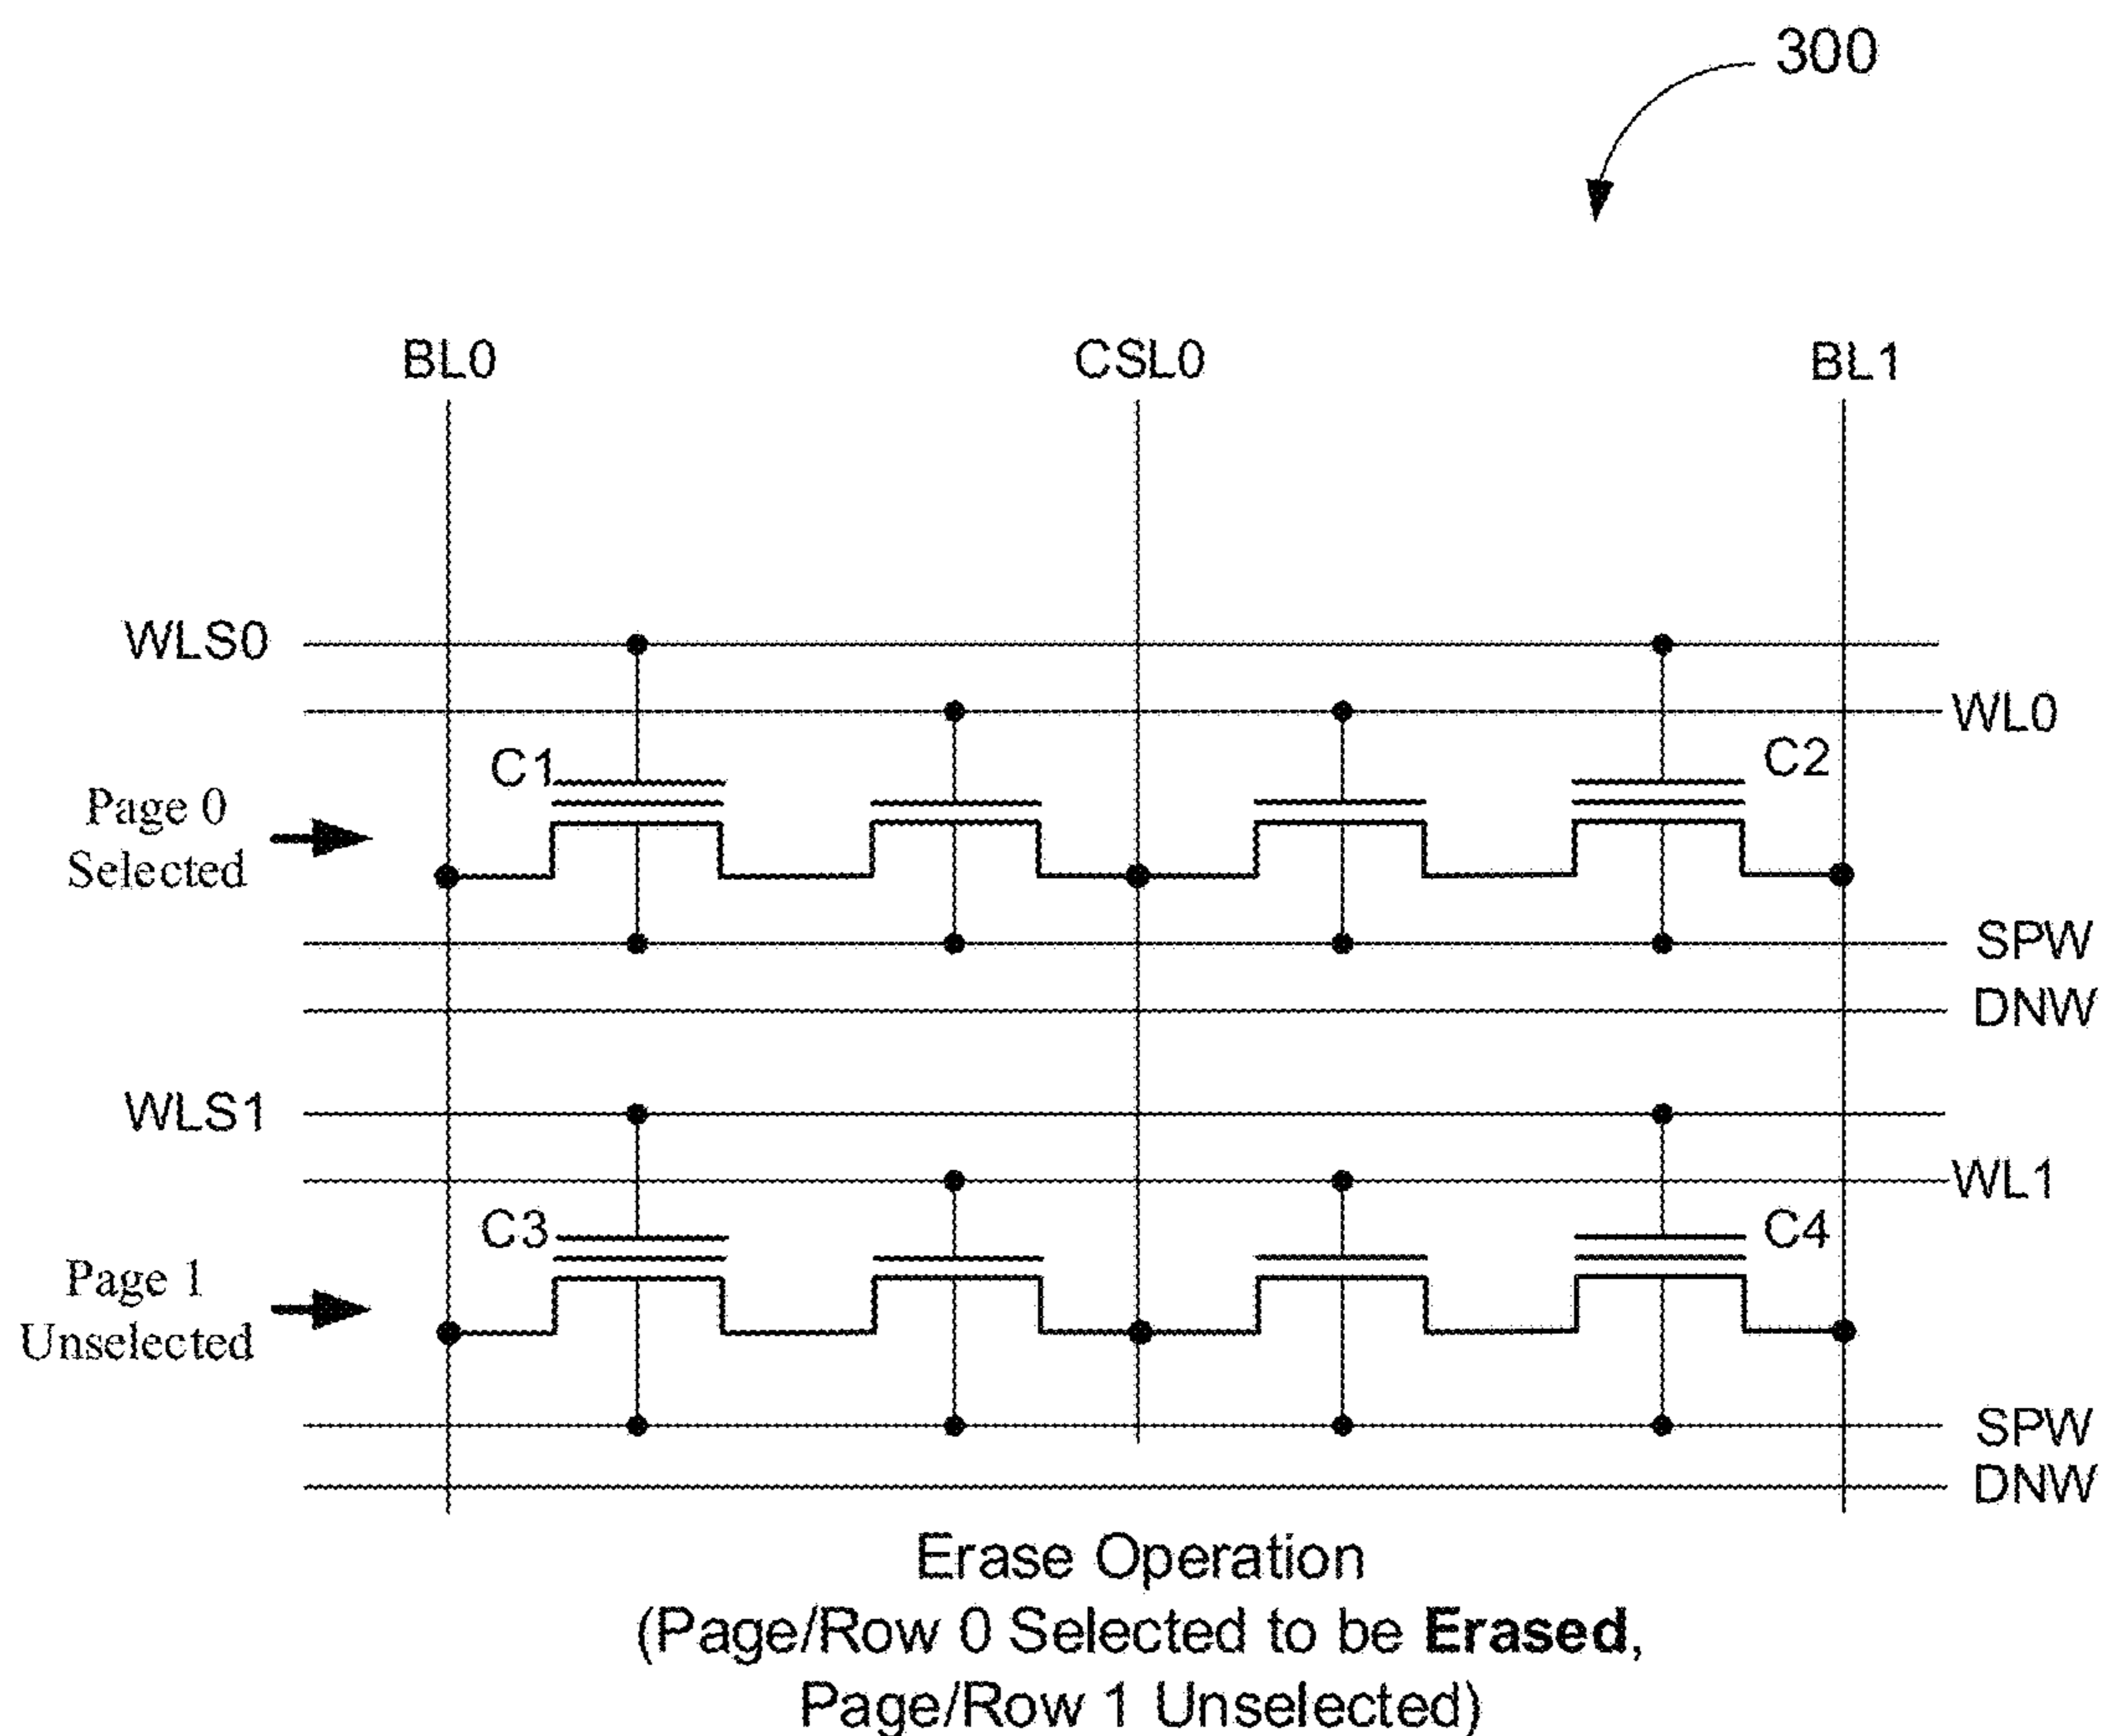 300
BL0
CSL0
BL1
WLS0
WL0
C1
C2
Page 0
Selected
SPW
DNW
WLS1
WL1
C3
C4
Page 1
Unselected
SPW
DNW
Erase Operation
(Page/Row 0 Selected to be Erased,
Page/Row 1 Unselected)